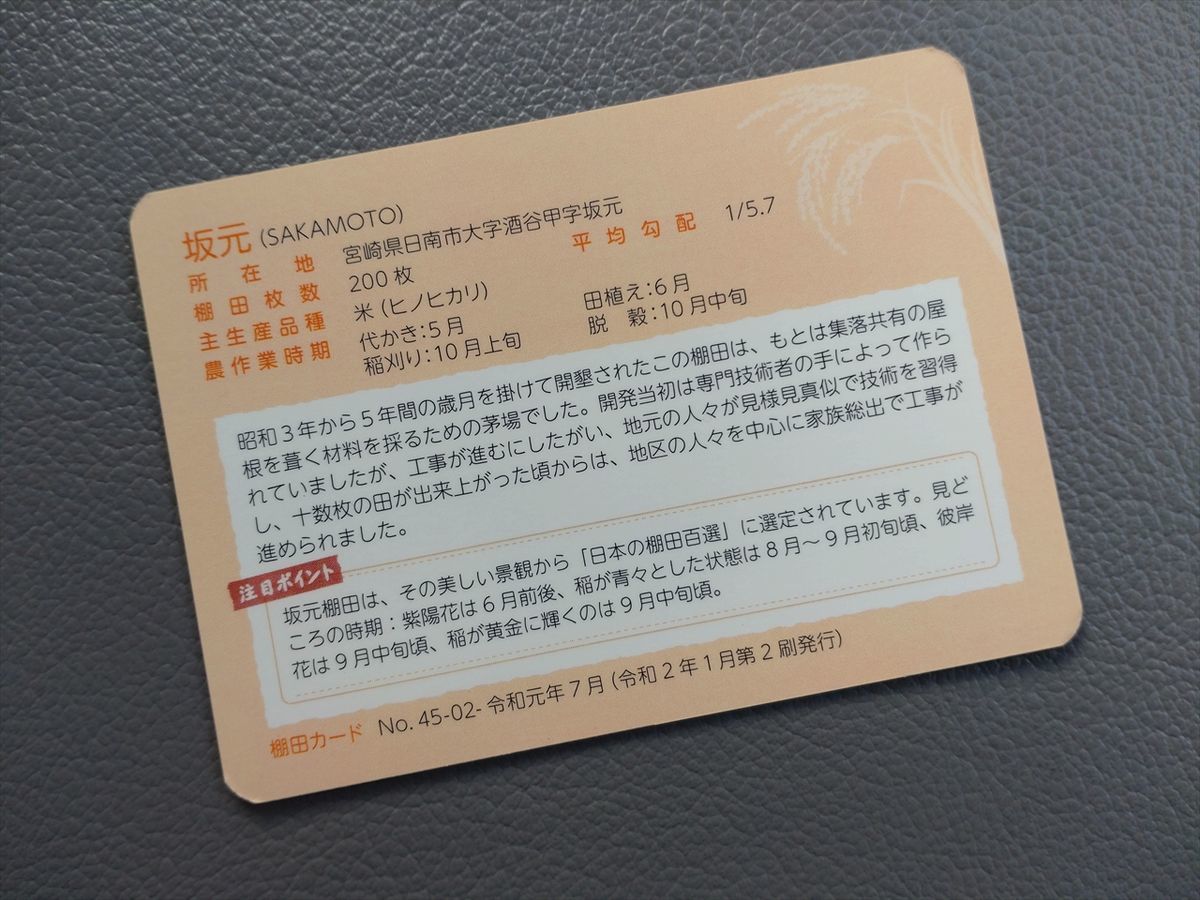 坂元 (SAKAMOTO)
所在地 宮崎県日南市大字酒谷甲字坂元
棚田枚数 200枚 平均勾配 1/5.7
主生産品種 米(ヒノヒカリ)
農作業時期 代かき:5月 田植え:6月
稲刈り:10月上旬 脱 穀:10月中旬
昭和3年から5年間の歳月を掛けて開墾されたこの棚田は、もとは集落共有の屋
根を葺く材料を採るための茅場でした。開発当初は専門技術者の手によって作ら
れていましたが、工事が進むにしたがい、地元の人々が見様見真似で技術を習得
し、十数枚の田が出来上がった頃からは、地区の人々を中心に家族総出で工事が
進められました。
注目ポイント
坂元棚田は、その美しい景観から「日本の棚田百選」に選定されています。見ど
ころの時期：紫陽花は6月前後、稲が青々とした状態は8月～9月初旬頃、彼岸
花は9月中旬頃、稲が黄金に輝くのは9月中旬頃。
棚田カード No. 45-02- 令和元年7月(令和2年1月第2刷発行)